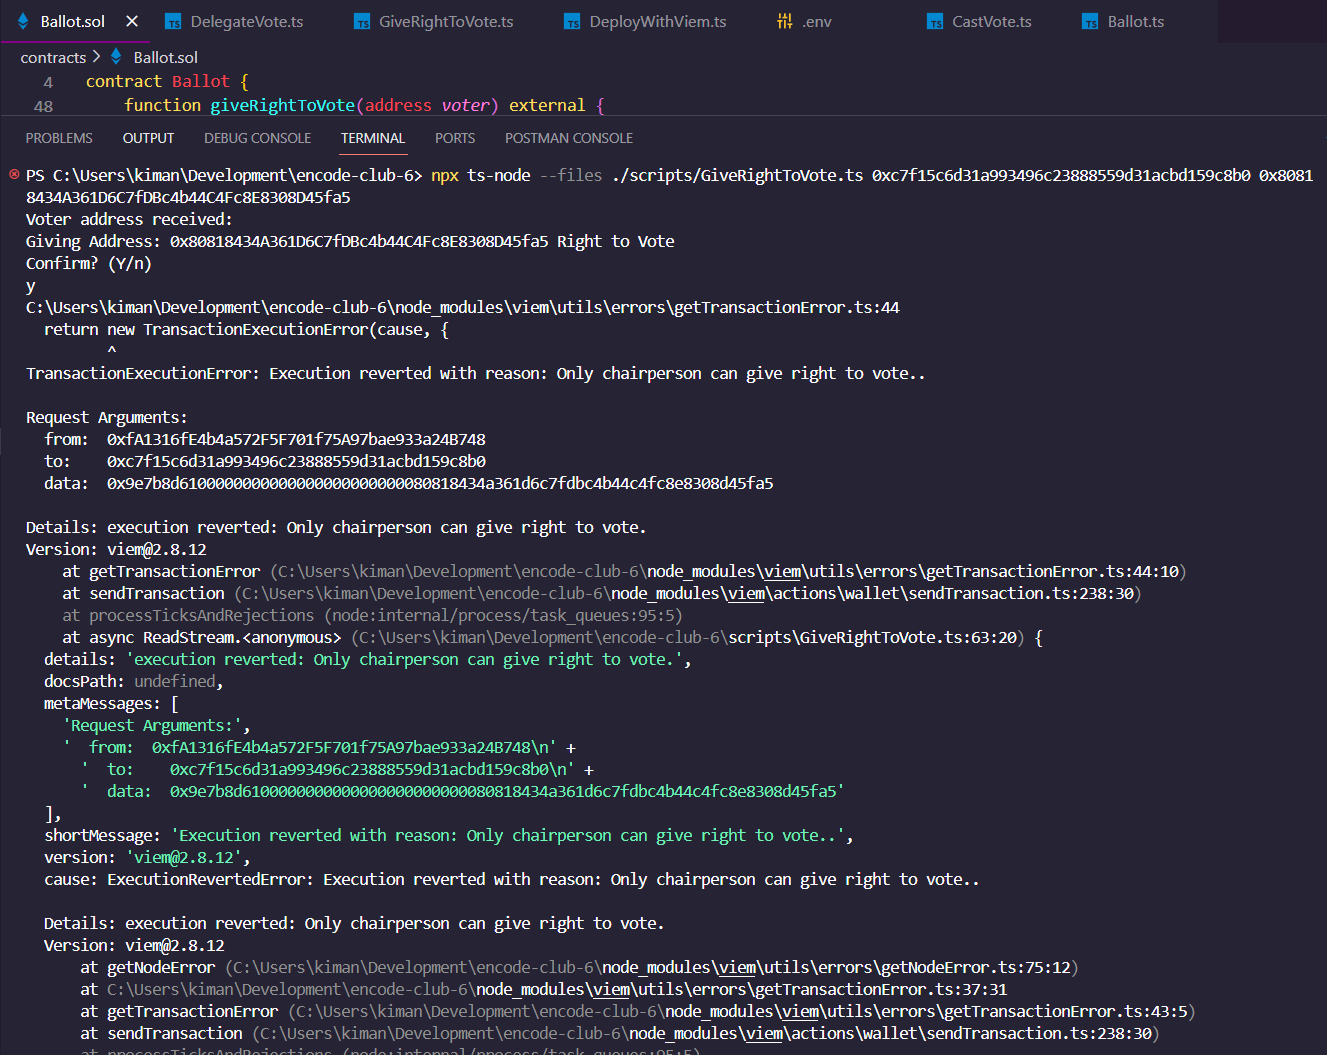 Ballot.sol
DelegateVote.ts
GiveRightToVote.ts
DeployWithViem.ts
.env
CastVote.ts
Ballot.ts
contracts > Ballot.sol
4 contract Ballot {
48 function giveRightToVote(address voter) external {
PROBLEMS OUTPUT DEBUG CONSOLE TERMINAL PORTS POSTMAN CONSOLE
PS C:\Users\kiman\Development\encode-club-6> npx ts-node --files ./scripts/GiveRightToVote.ts 0xc7f15c6d31a993496c23888559d31acbd159c8b0 0x8081
8434A361D6C7fDBc4b44C4Fc8E8308D45fa5
Voter address received:
Giving Address: 0x80818434A361D6C7fDBc4b44C4Fc8E8308D45fa5 Right to Vote
Confirm? (Y/n)
y
C:\Users\kiman\Development\encode-club-6\node_modules\viem\utils\errors\getTransactionError.ts:44
  return new TransactionExecutionError(cause, {
         ^
TransactionExecutionError: Execution reverted with reason: Only chairperson can give right to vote..
Request Arguments:
  from:  0xfA1316fE4b4a572F5F701f75A97bae933a24B748
  to:    0xc7f15c6d31a993496c23888559d31acbd159c8b0
  data:  0x9e7b8d6100000000000000000000000080818434a361d6c7fdbc4b44c4fc8e8308d45fa5
Details: execution reverted: Only chairperson can give right to vote.
Version: viem@2.8.12
    at getTransactionError (C:\Users\kiman\Development\encode-club-6\node_modules\viem\utils\errors\getTransactionError.ts:44:10)
    at sendTransaction (C:\Users\kiman\Development\encode-club-6\node_modules\viem\actions\wallet\sendTransaction.ts:238:30)
    at processTicksAndRejections (node:internal/process/task_queues:95:5)
    at async ReadStream.<anonymous> (C:\Users\kiman\Development\encode-club-6\scripts\GiveRightToVote.ts:63:20) {
  details: 'execution reverted: Only chairperson can give right to vote.',
  docsPath: undefined,
  metaMessages: [
    'Request Arguments:',
    '  from:  0xfA1316fE4b4a572F5F701f75A97bae933a24B748\n' +
      '  to:    0xc7f15c6d31a993496c23888559d31acbd159c8b0\n' +
      '  data:  0x9e7b8d6100000000000000000000000080818434a361d6c7fdbc4b44c4fc8e8308d45fa5'
  ],
  shortMessage: 'Execution reverted with reason: Only chairperson can give right to vote..',
  version: 'viem@2.8.12',
  cause: ExecutionRevertedError: Execution reverted with reason: Only chairperson can give right to vote..
  Details: execution reverted: Only chairperson can give right to vote.
  Version: viem@2.8.12
      at getNodeError (C:\Users\kiman\Development\encode-club-6\node_modules\viem\utils\errors\getNodeError.ts:75:12)
      at C:\Users\kiman\Development\encode-club-6\node_modules\viem\utils\errors\getTransactionError.ts:37:31
      at getTransactionError (C:\Users\kiman\Development\encode-club-6\node_modules\viem\utils\errors\getTransactionError.ts:43:5)
      at sendTransaction (C:\Users\kiman\Development\encode-club-6\node_modules\viem\actions\wallet\sendTransaction.ts:238:30)
      at processTicksAndRejections (node:internal/process/task_queues:95:5)